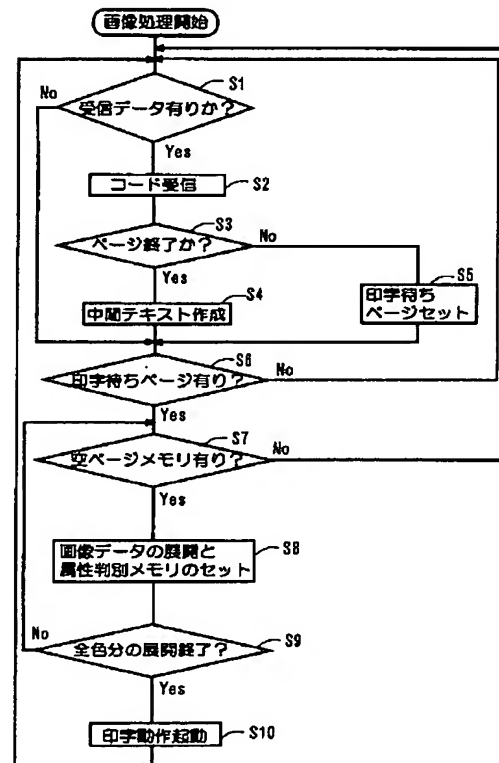 画像処理開始
S1
No
受信データ有りか？
Yes
コード受信
S2
S3
ページ終了か？
No
Yes
S4
S5
中間テキスト作成
印字待ち
ページセット
S6
印字待ちページ有り？
No
Yes
S7
空ページメモリ有り？
No
Yes
画像データの展開と
属性判別メモリのセット
S8
No
S9
全色分の展開終了？
Yes
印字動作起動
S10